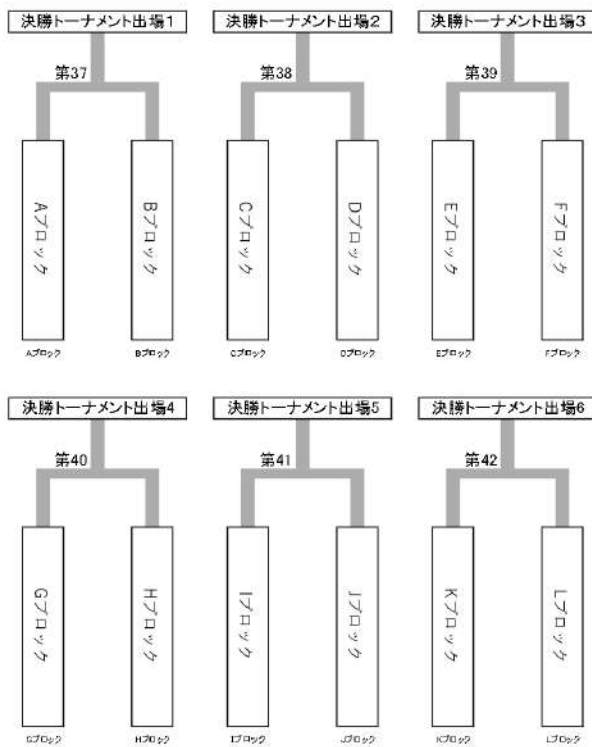 決勝トーナメント出場1
決勝トーナメント出場2
決勝トーナメント出場3
第37
第38
第39
Aブロック
Bブロック
Cブロック
Dブロック
Eブロック
Fブロック
Aブロック
Bブロック
Cブロック
Dブロック
Eブロック
Fブロック
決勝トーナメント出場4
決勝トーナメント出場5
決勝トーナメント出場6
第40
第41
第42
Gブロック
Hブロック
Iブロック
Jブロック
Kブロック
Lブロック
Gブロック
Hブロック
Iブロック
Jブロック
Kブロック
Lブロック